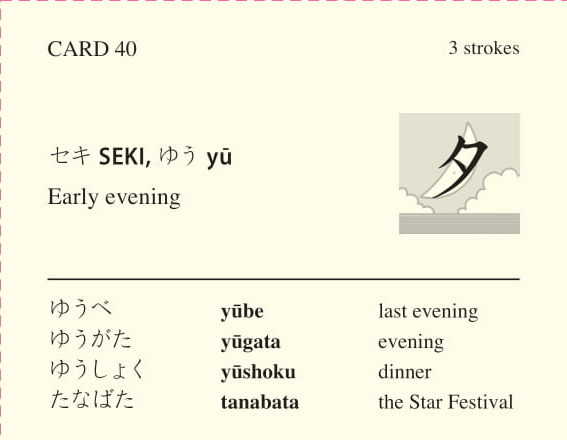 CARD 40 3 strokes
セキ SEKI, ゆう yū
夕
Early evening
ゆうべ yūbe last evening
ゆうがた yūgata evening
ゆうしょく yūshoku dinner
たなばた tanabata the Star Festival